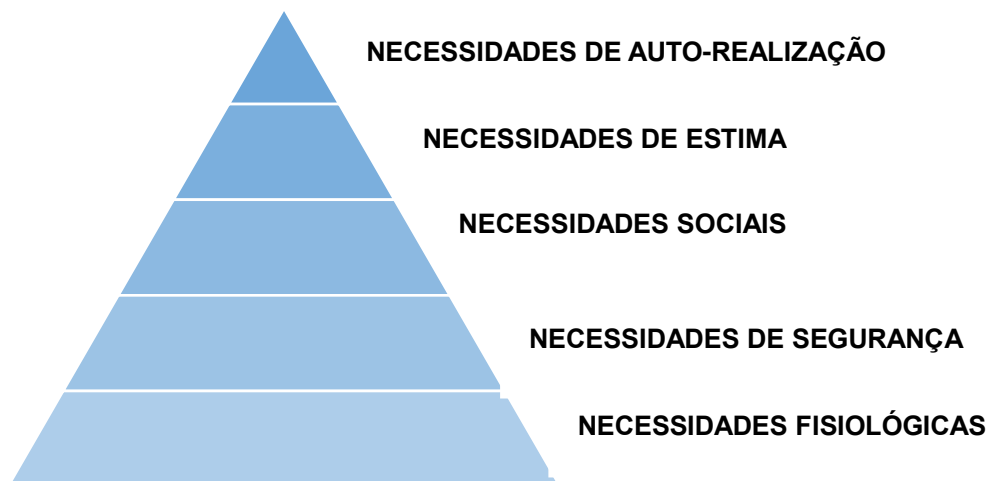 NECESSIDADES DE AUTO-REALIZAÇÃO
NECESSIDADES DE ESTIMA
NECESSIDADES SOCIAIS
NECESSIDADES DE SEGURANÇA
NECESSIDADES FISIOLÓGICAS